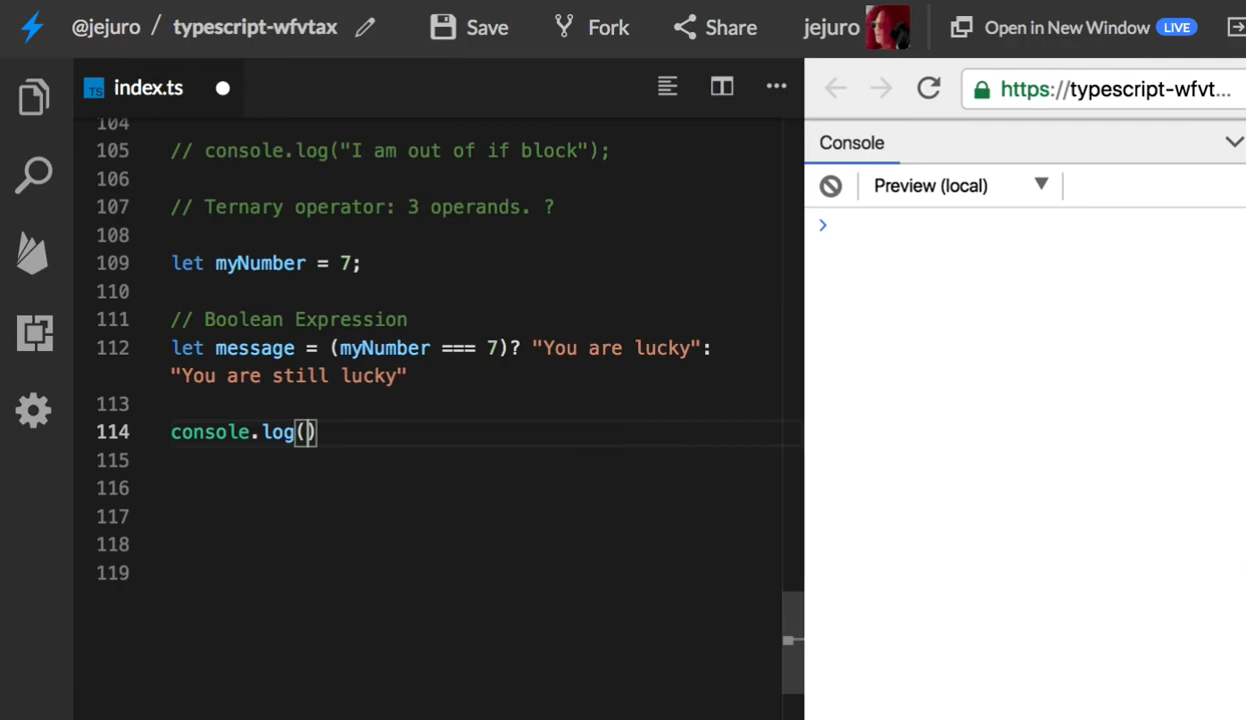 @jejuro / typescript-wfvtax Save Fork Share jejuro Open in New Window LIVE
TS index.ts https://typescript-wfvt...
Console
Preview (local)
104
105 // console.log("I am out of if block");
106
107 // Ternary operator: 3 operands. ?
108
109 let myNumber = 7;
110
111 // Boolean Expression
112 let message = (myNumber === 7)? "You are lucky":
"You are still lucky"
113
114 console.log()
115
116
117
118
119